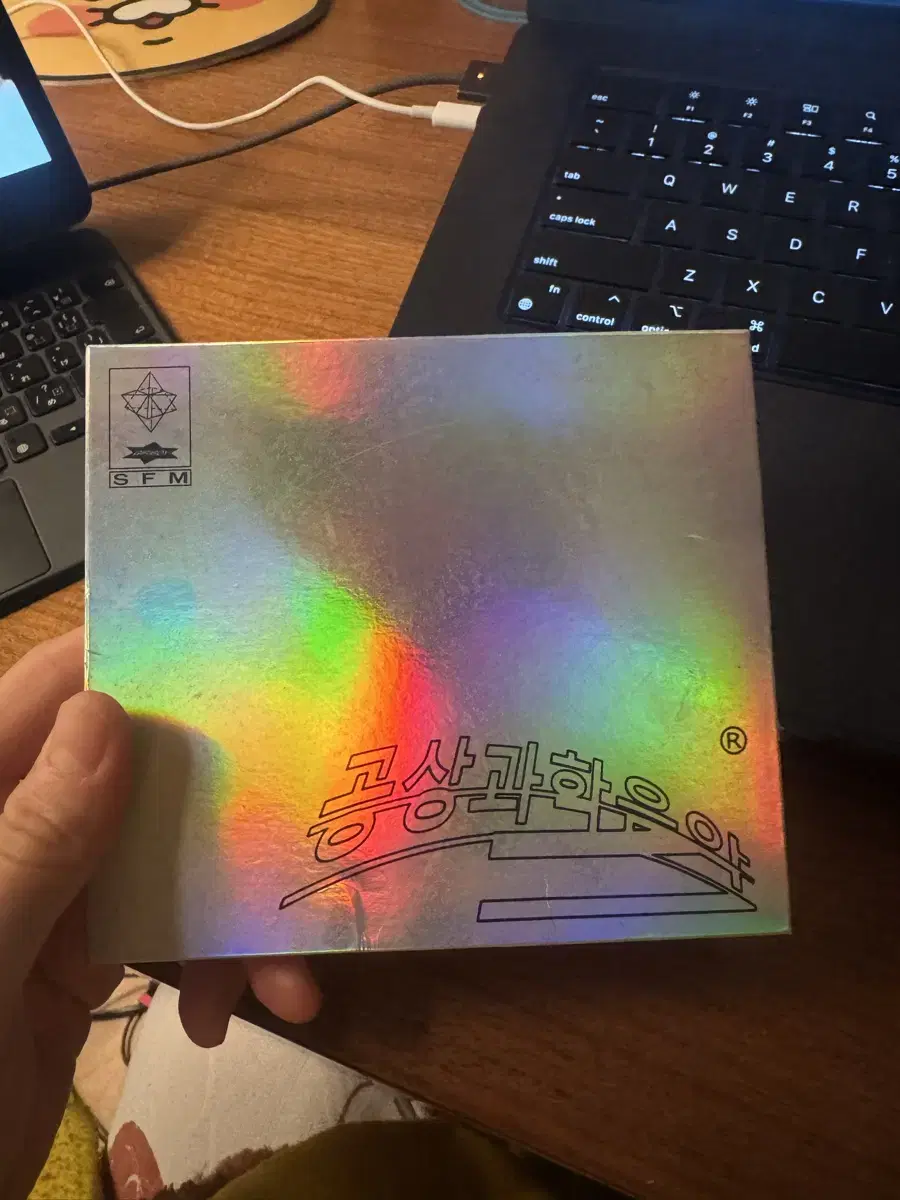 esc
F1
F2
F3
F4
~
`
!
1
@
2
#
3
$
4
%
5
tab
Q
W
E
R
caps lock
A
S
D
F
shift
Z
X
C
V
fn
control
⌥
⌘
SFM
®
공상과학음악